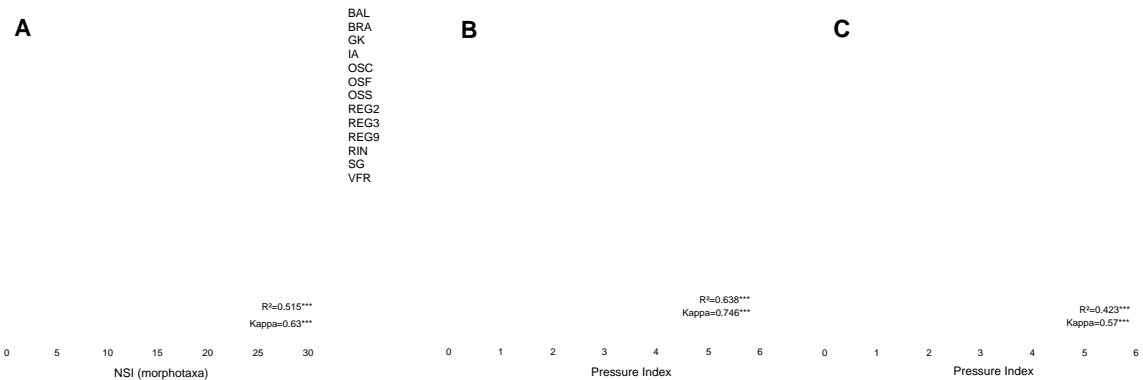 A
BAL
BRA
GK
IA
OSC
OSF
OSS
REG2
REG3
REG9
RIN
SG
VFR
R²=0.515***
Kappa=0.63***
0 5 10 15 20 25 30
NSI (morphotaxa)
B
R²=0.638***
Kappa=0.746***
0 1 2 3 4 5 6
Pressure Index
C
R²=0.423***
Kappa=0.57***
0 1 2 3 4 5 6
Pressure Index